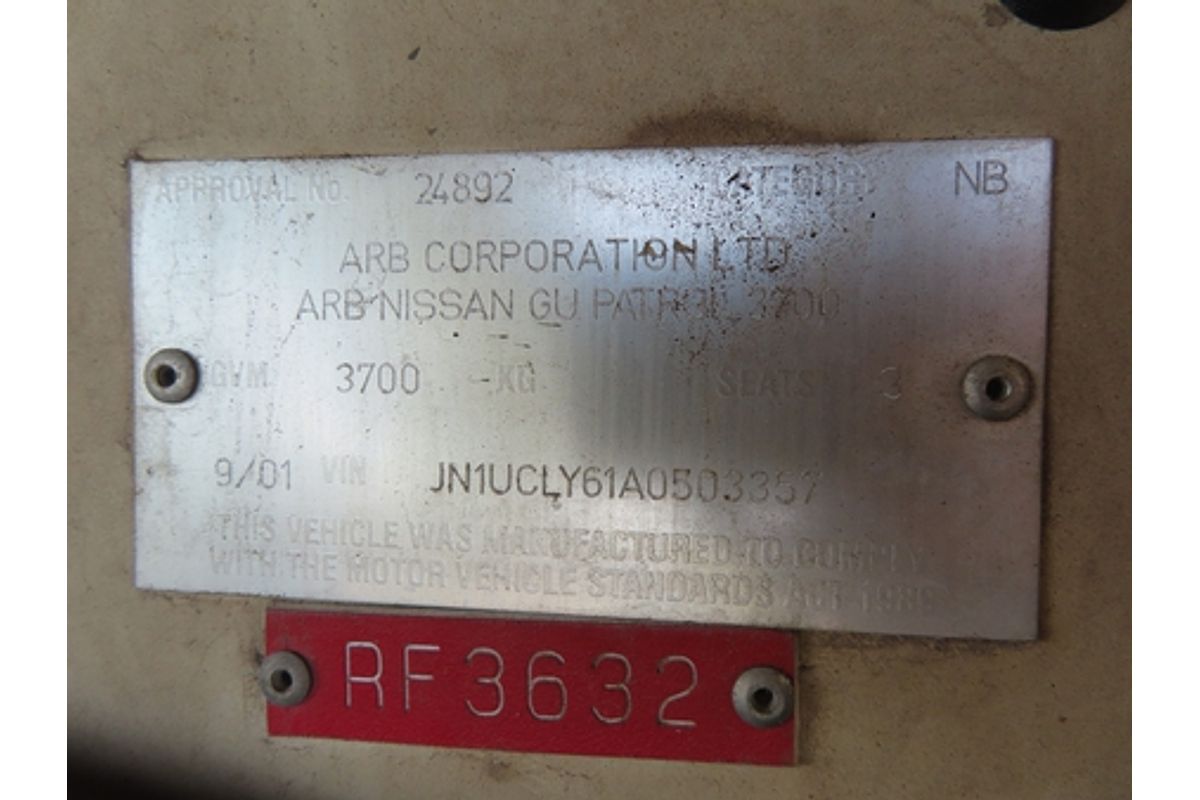 APPROVAL No. 24892 CATEGORY NB
ARB CORPORATION LTD
ARB NISSAN GU PATROL 3700
GVM 3700 KG SEATS 3
9/01 VIN JN1UCLY61A0503357
THIS VEHICLE WAS MANUFACTURED TO COMPLY
WITH THE MOTOR VEHICLE STANDARDS ACT 1989
RF3632